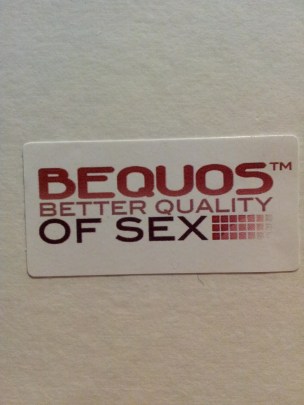 BEQUOS™
BETTER QUALITY
OF SEX